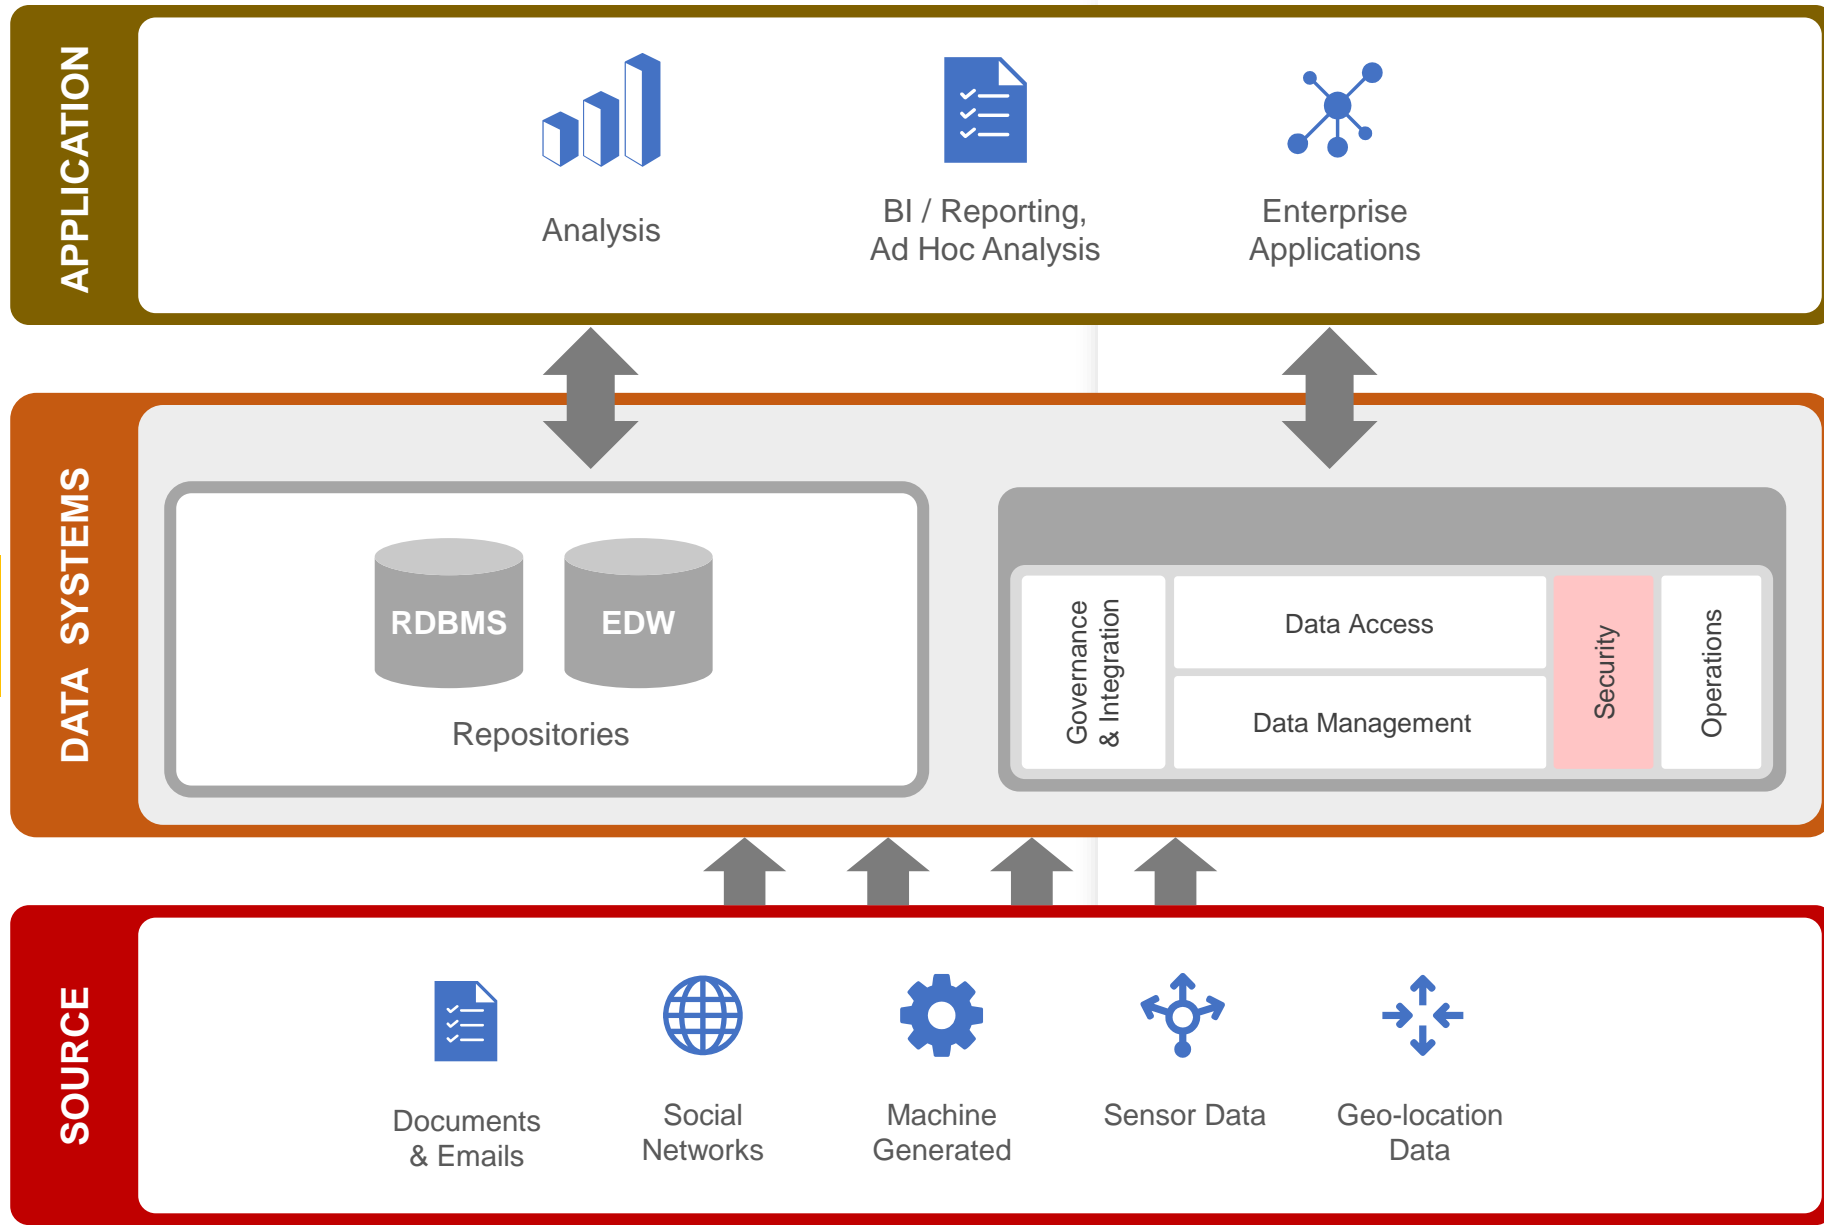 APPLICATION
Analysis
BI / Reporting,
Ad Hoc Analysis
Enterprise
Applications
DATA SYSTEMS
RDBMS
EDW
Repositories
Governance
& Integration
Data Access
Data Management
Security
Operations
SOURCE
Documents
& Emails
Social
Networks
Machine
Generated
Sensor Data
Geo-location
Data